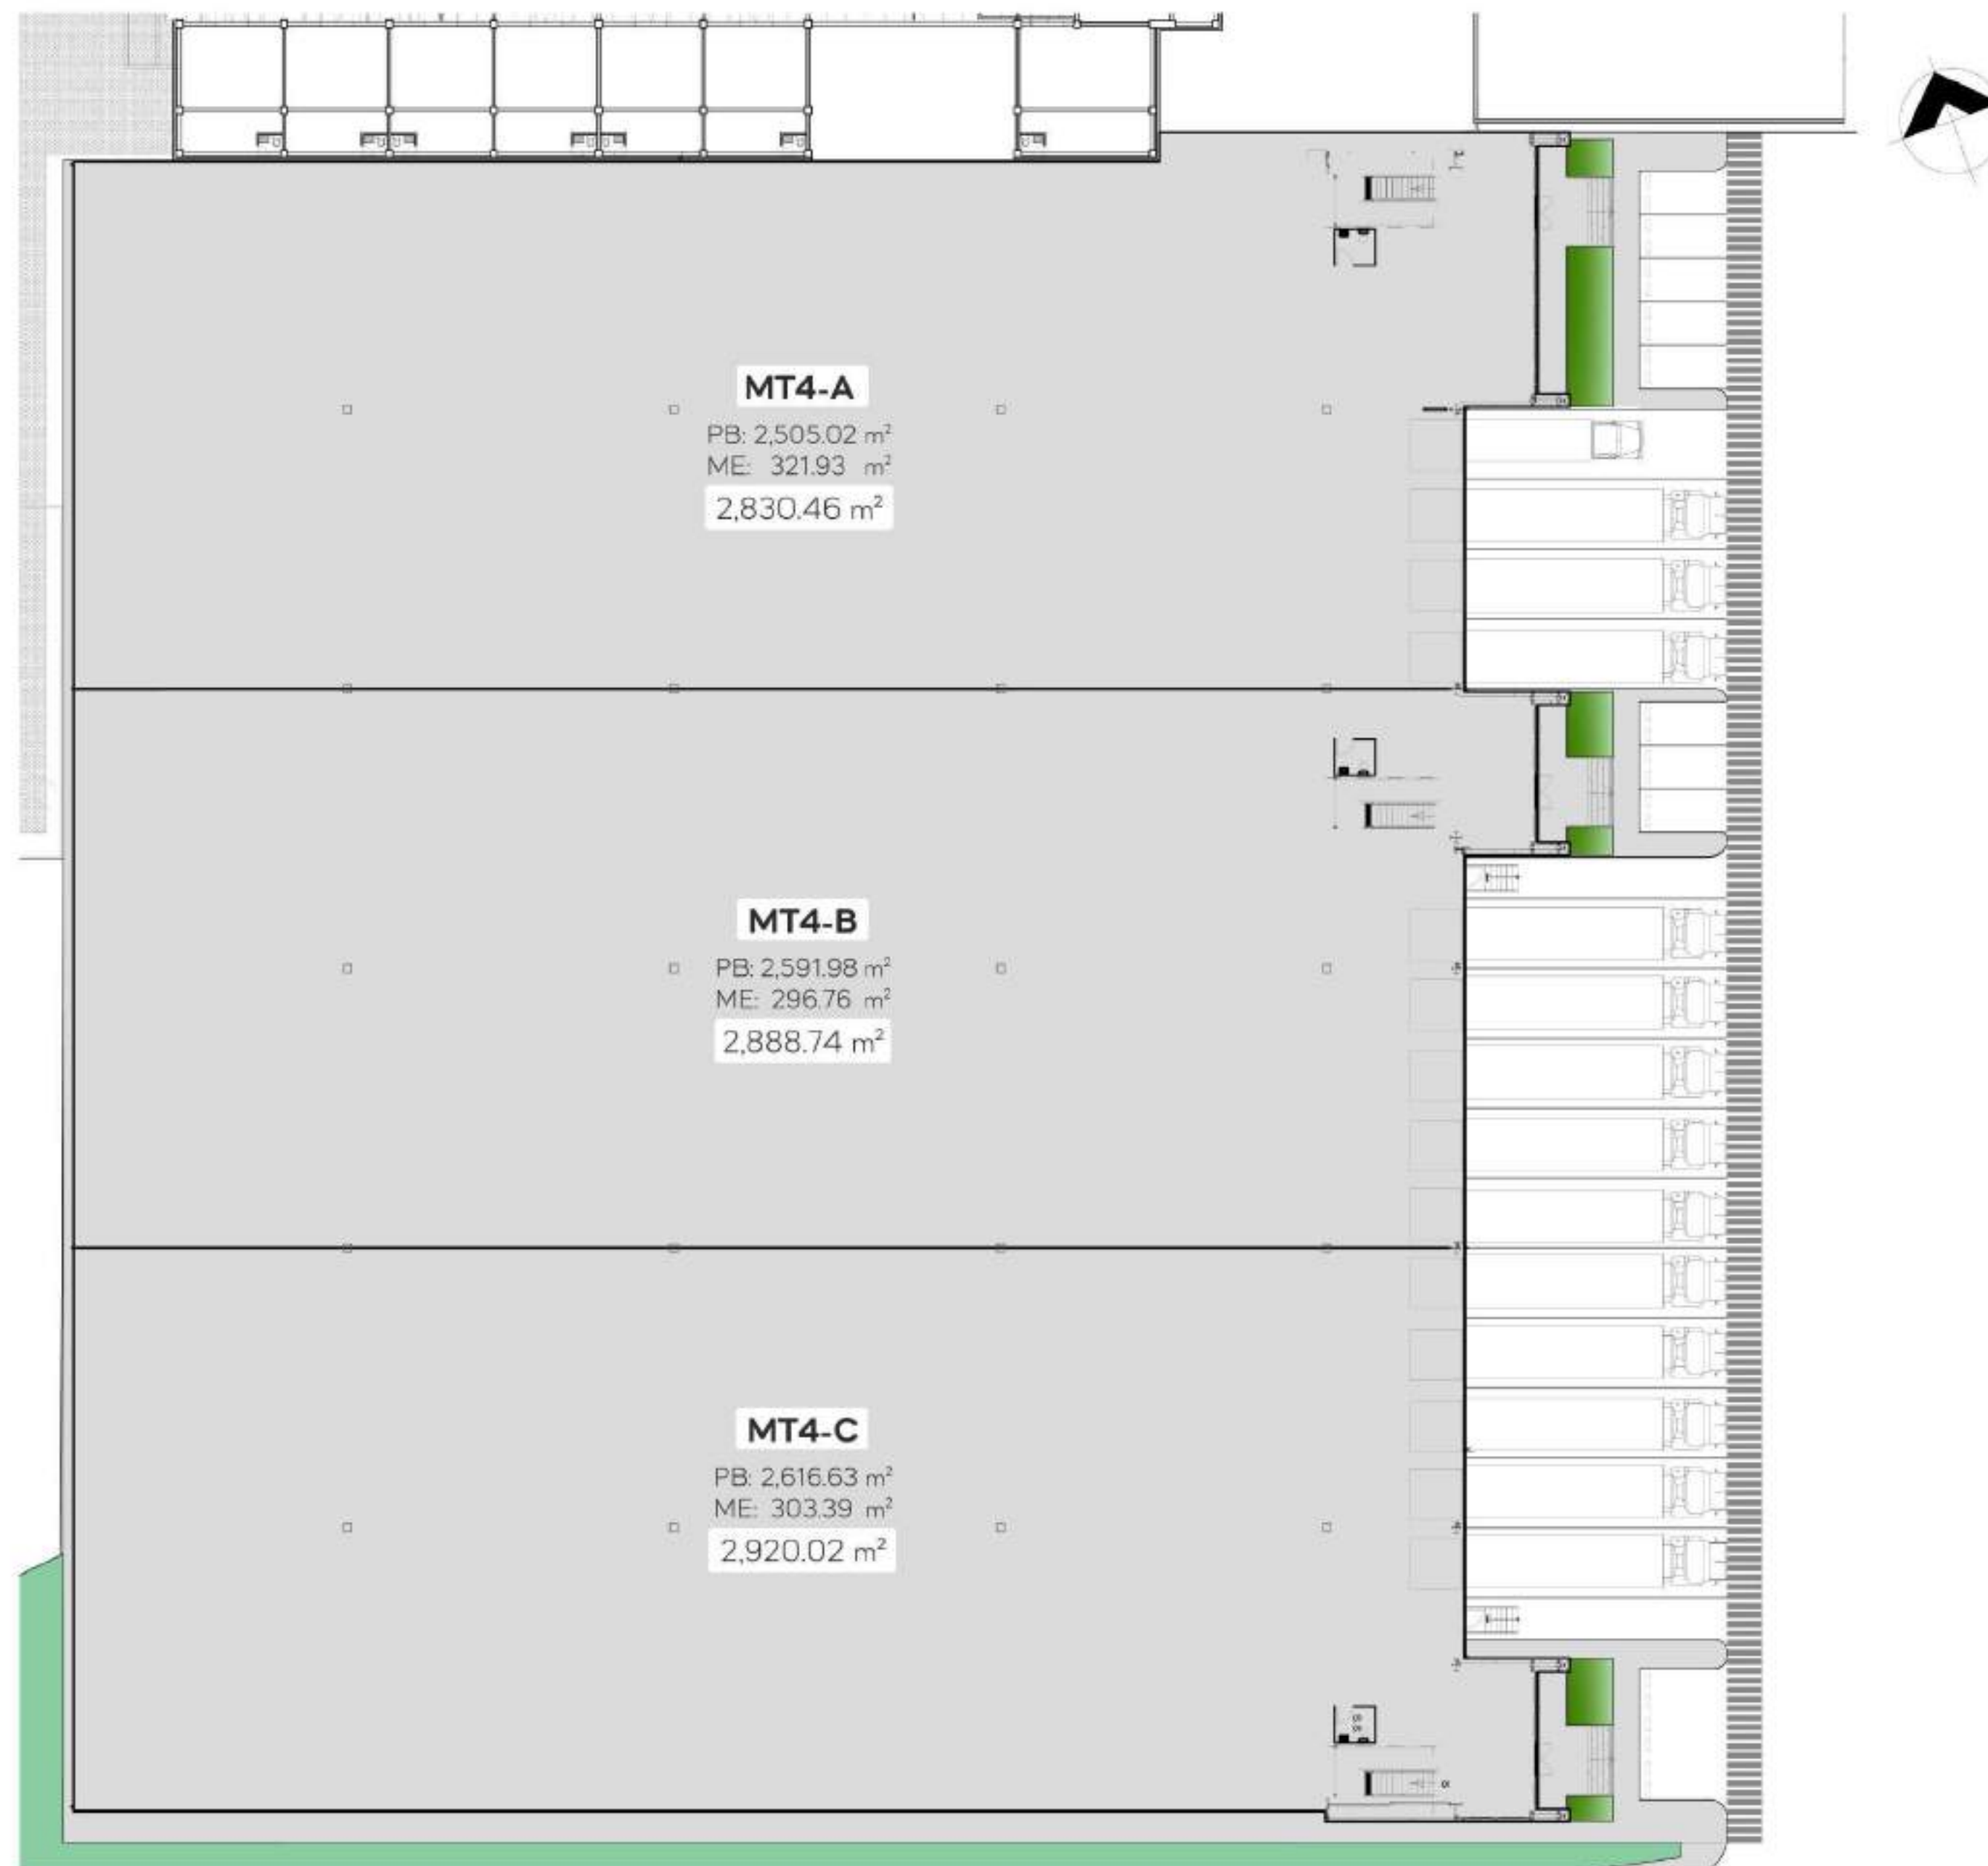 MT4-A
PB: 2,505.02 m²
ME: 321.93 m²
2,830.46 m²
MT4-B
PB: 2,591.98 m²
ME: 296.76 m²
2,888.74 m²
MT4-C
PB: 2,616.63 m²
ME: 303.39 m²
2,920.02 m²